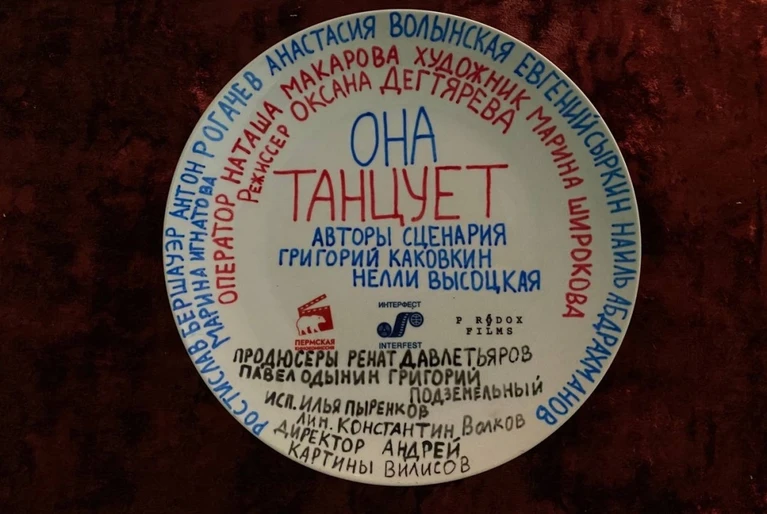 РОСТИСЛАВ БЕРШАУЭР АНТОН РОГАЧЕВ АНАСТАСИЯ ВОЛЫНСКАЯ ЕВГЕНИЙ СЫРКИН НАИЛЬ АБДРАХМАНОВ
МАРИНА ИГНАТОВА
ОПЕРАТОР НАТАША МАКАРОВА ХУДОЖНИК МАРИНА ШИРОКОВА
РЕЖИССЕР ОКСАНА ДЕГТЯРЕВА
ОНА
ТАНЦУЕТ
АВТОРЫ СЦЕНАРИЯ
ГРИГОРИЙ КАКОВКИН
НЕЛЛИ ВЫСОЦКАЯ
ПЕРМСКАЯ
ИНТЕРФЕСТ
INTERFEST
P R DOX
FILMS
ПРОДЮСЕРЫ РЕНАТ ДАВЛЕТЬЯРОВ
ПАВЕЛ ОДЫНИН ГРИГОРИЙ
ПОДЗЕМЕЛЬНЫЙ
ИСП. ИЛЬЯ ПЫРЕНКОВ
ЛИН. КОНСТАНТИН ВОЛКОВ
ДИРЕКТОР АНДРЕЙ
КАРТИНЫ ВИЛИСОВ